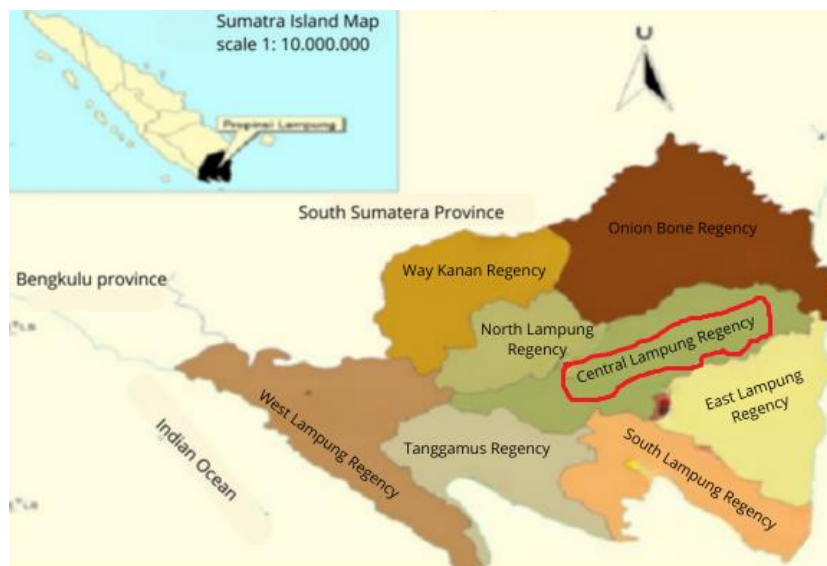 Sumatra Island Map
scale 1: 10.000.000
U
Propinsi Lampung
South Sumatera Province
Onion Bone Regency
Way Kanan Regency
Bengkulu province
North Lampung
Regency
Central Lampung Regency
East Lampung
Regency
West Lampung Regency
Tanggamus Regency
South Lampung Regency
Indian Ocean